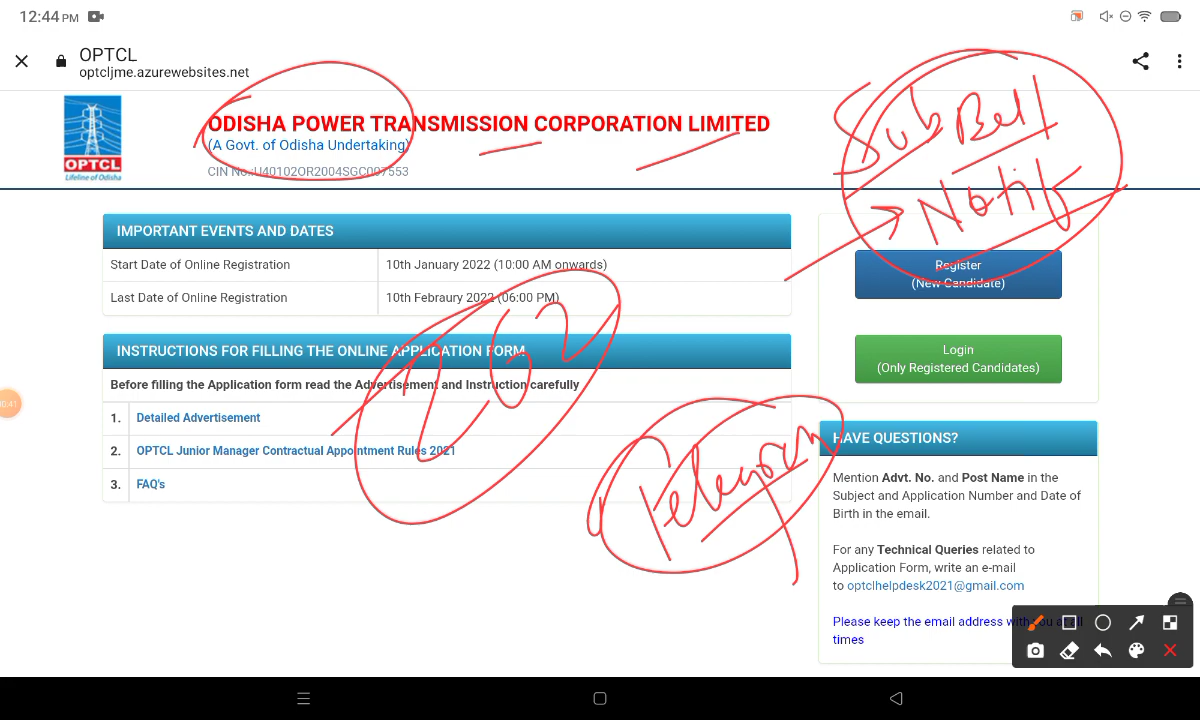 12:44 PM
OPTCL
optcljme.azurewebsites.net
OPTCL
Lifeline of Odisha
ODISHA POWER TRANSMISSION CORPORATION LIMITED
(A Govt. of Odisha Undertaking)
CIN No.:U40102OR2004SGC007553
Sub Bell
Notif
IMPORTANT EVENTS AND DATES
Start Date of Online Registration 10th January 2022 (10:00 AM onwards)
Last Date of Online Registration 10th Febraury 2022 (06:00 PM)
Register
(New Candidate)
INSTRUCTIONS FOR FILLING THE ONLINE APPLICATION FORM
Before filling the Application form read the Advertisement and Instruction carefully
1. Detailed Advertisement
2. OPTCL Junior Manager Contractual Appointment Rules 2021
3. FAQ's
Login
(Only Registered Candidates)
Telegram
HAVE QUESTIONS?
Mention Advt. No. and Post Name in the
Subject and Application Number and Date of
Birth in the email.
For any Technical Queries related to
Application Form, write an e-mail
to optclhelpdesk2021@gmail.com
Please keep the email address with you at all
times